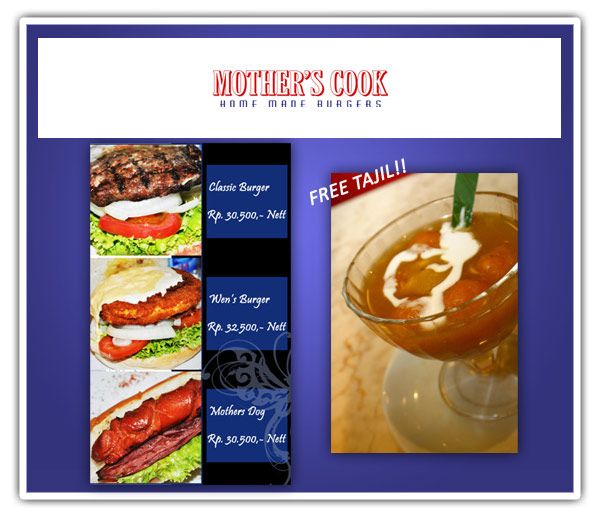 MOTHER'S COOK
HOME MADE BURGERS
Classic Burger
Rp. 30.500,- Nett
Wen's Burger
Rp. 32.500,- Nett
Mothers Dog
Rp. 30.500,- Nett
FREE TAJIL!!